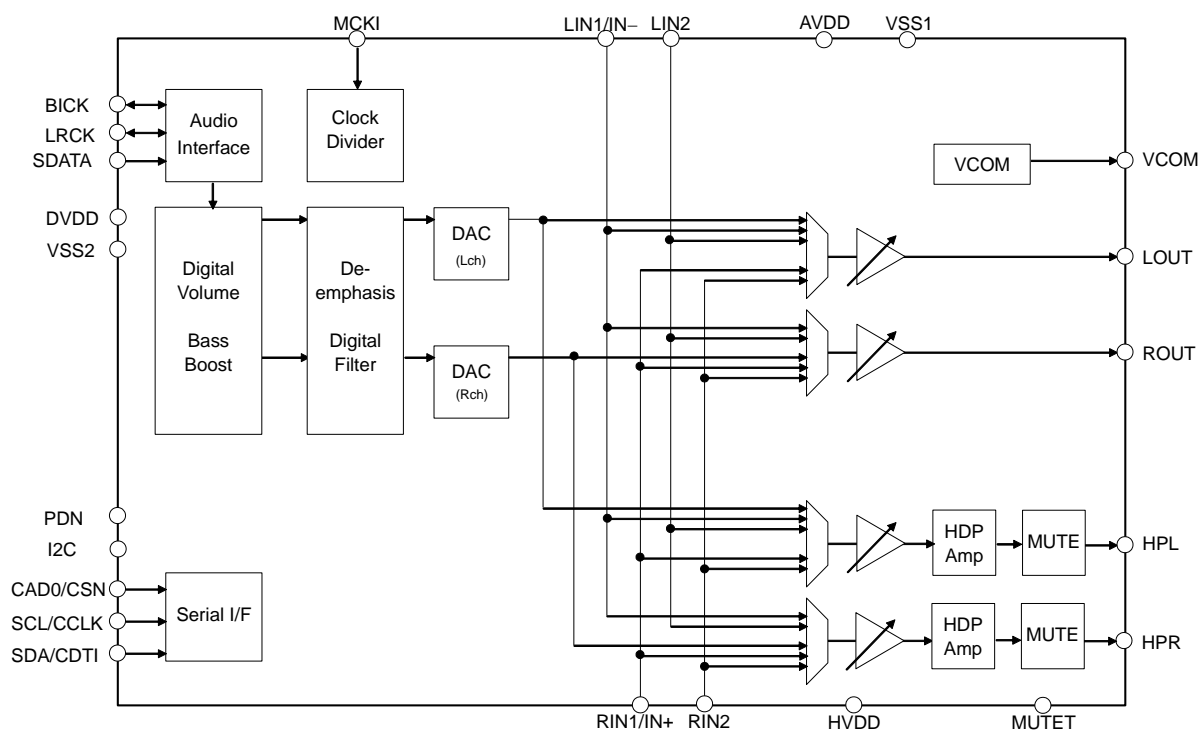 MCKI
LIN1/IN−
LIN2
AVDD
VSS1
BICK
LRCK
SDATA
Audio
Interface
Clock
Divider
VCOM
VCOM
DVDD
VSS2
Digital
Volume
Bass
Boost
De-
emphasis
Digital
Filter
DAC
(Lch)
LOUT
DAC
(Rch)
ROUT
PDN
I2C
CAD0/CSN
SCL/CCLK
SDA/CDTI
Serial I/F
HDP
Amp
MUTE
HPL
HDP
Amp
MUTE
HPR
RIN1/IN+
RIN2
HVDD
MUTET